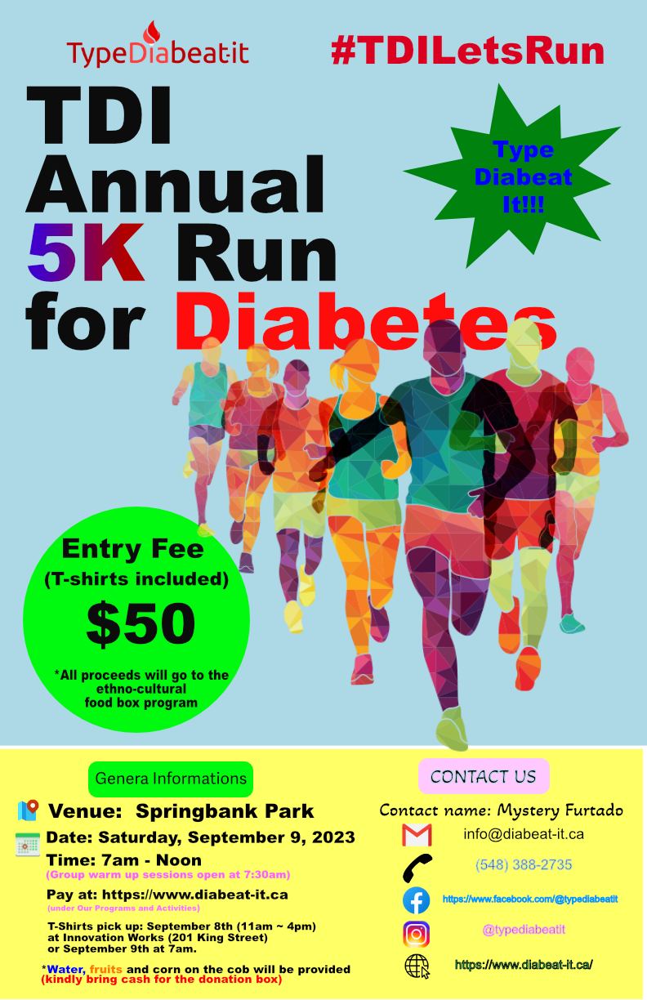 TypeDiabeat-it
#TDILetsRun
TDI
Annual
5K Run
for Diabetes
Type
Diabeat
It!!!
Entry Fee
(T-shirts included)
$50
*All proceeds will go to the
ethno-cultural
food box program
Genera Informations
Venue: Springbank Park
Date: Saturday, September 9, 2023
Time: 7am - Noon
(Group warm up sessions open at 7:30am)
Pay at: https://www.diabeat-it.ca
(under Our Programs and Activities)
T-Shirts pick up: September 8th (11am ~ 4pm)
at Innovation Works (201 King Street)
or September 9th at 7am.
*Water, fruits and corn on the cob will be provided
(kindly bring cash for the donation box)
CONTACT US
Contact name: Mystery Furtado
info@diabeat-it.ca
(548) 388-2735
https://www.facebook.com/@typediabeatit
@typediabeatit
https://www.diabeat-it.ca/